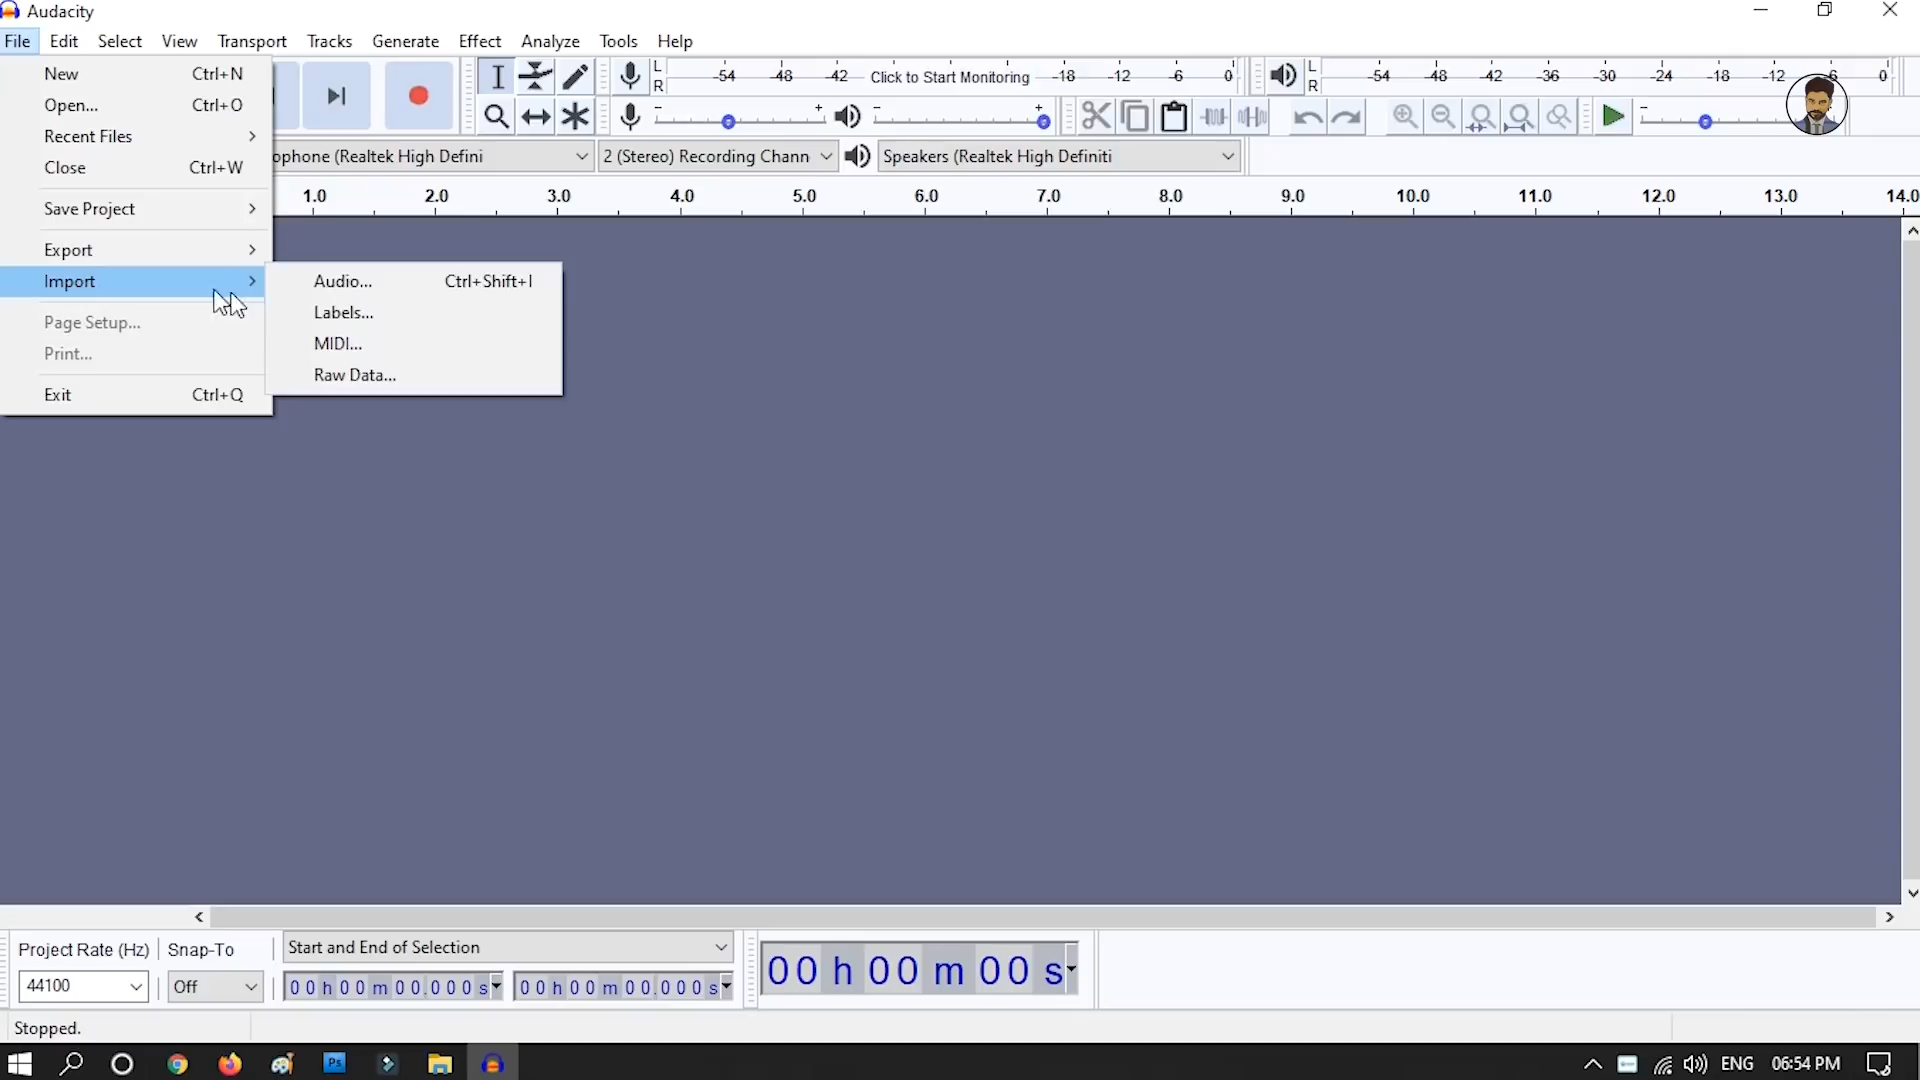 Audacity
File Edit Select View Transport Tracks Generate Effect Analyze Tools Help
New Ctrl+N
Open... Ctrl+O
Recent Files
Close Ctrl+W
Save Project
Export
Import
Page Setup...
Print...
Exit Ctrl+Q
Audio... Ctrl+Shift+I
Labels...
MIDI...
Raw Data...
L
R
-54 -48 -42 Click to Start Monitoring -18 -12 -6 0
L
R
-54 -48 -42 -36 -30 -24 -18 -12 -6 0
ophone (Realtek High Defini
2 (Stereo) Recording Chann
Speakers (Realtek High Definiti
1.0 2.0 3.0 4.0 5.0 6.0 7.0 8.0 9.0 10.0 11.0 12.0 13.0 14.0
Project Rate (Hz) Snap-To
Start and End of Selection
44100
Off
00 h 00 m 00.000 s
00 h 00 m 00.000 s
00 h 00 m 00 s
Stopped.
Ps
ENG 06:54 PM